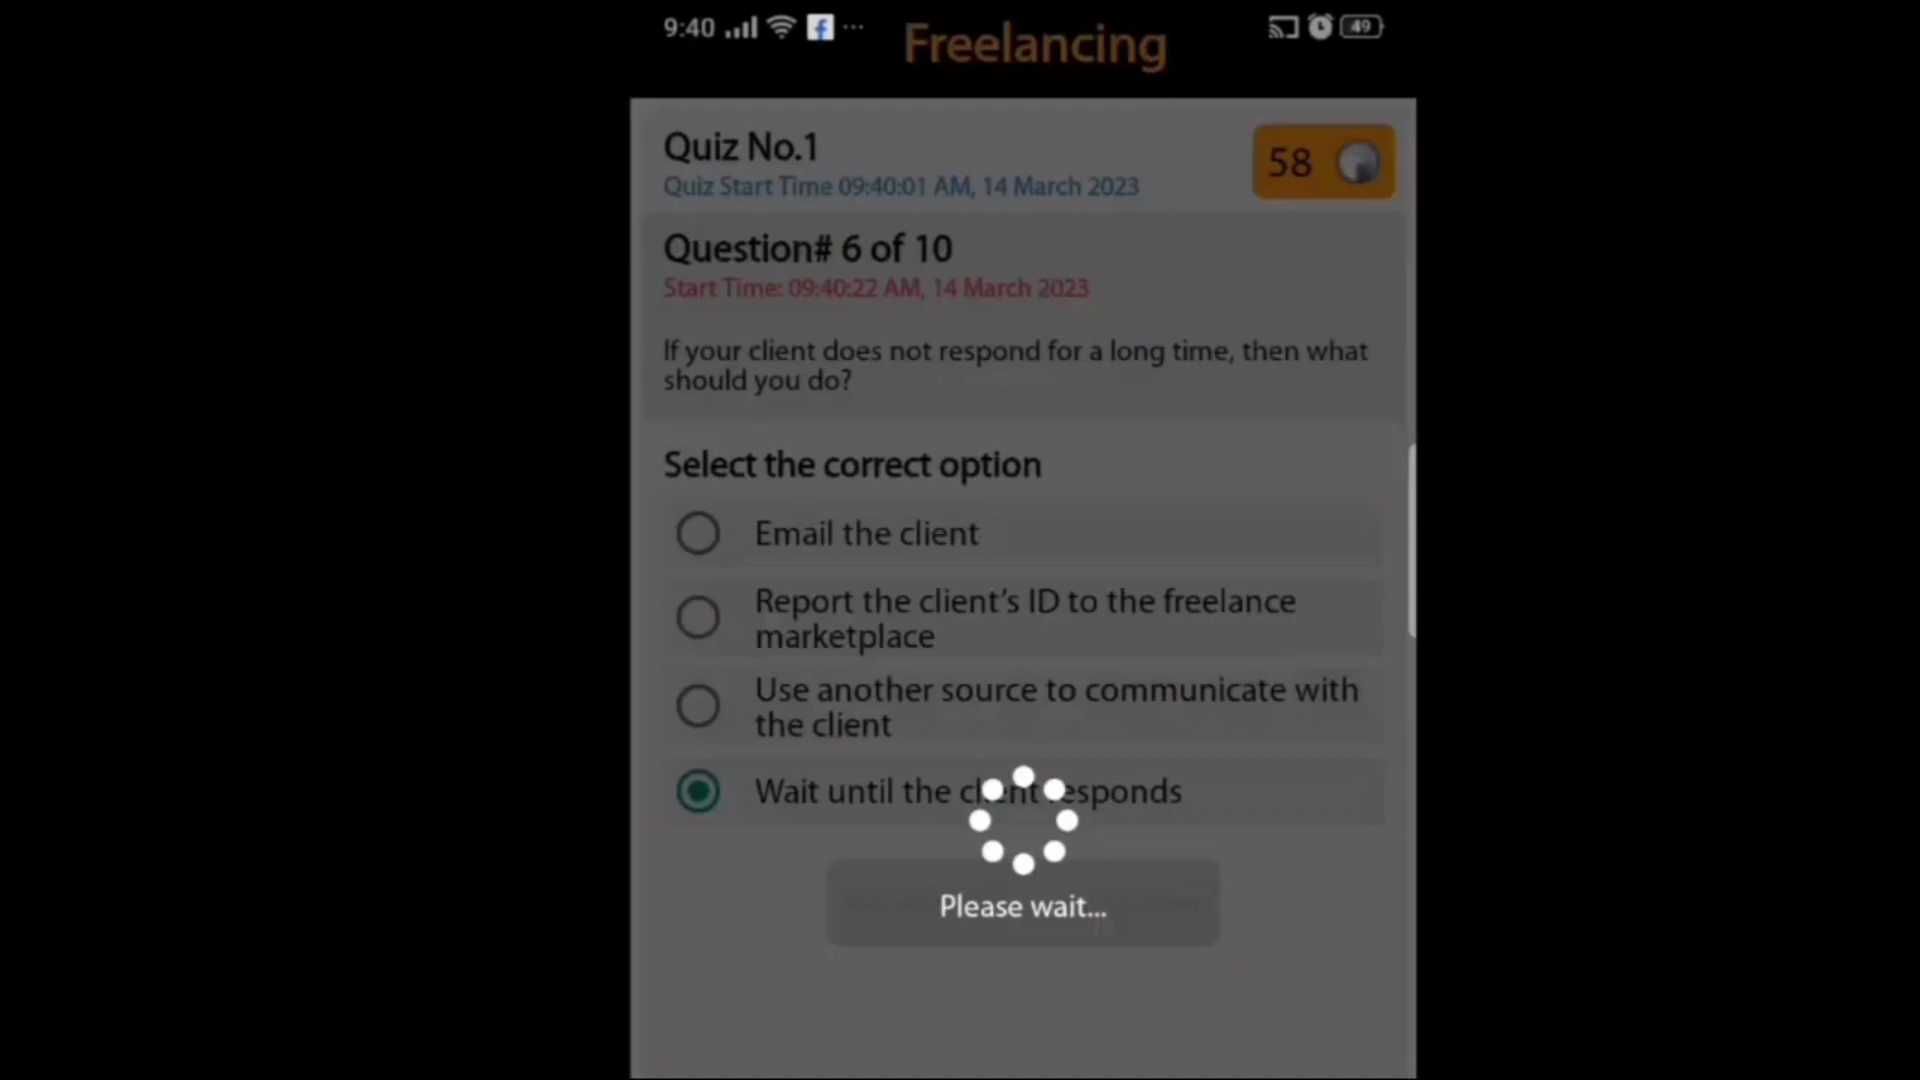 9:40 ... 49
Freelancing
Quiz No.1
58
Quiz Start Time 09:40:01 AM, 14 March 2023
Question# 6 of 10
Start Time: 09:40:22 AM, 14 March 2023
If your client does not respond for a long time, then what
should you do?
Select the correct option
Email the client
Report the client's ID to the freelance
marketplace
Use another source to communicate with
the client
Wait until the client responds
Please wait...